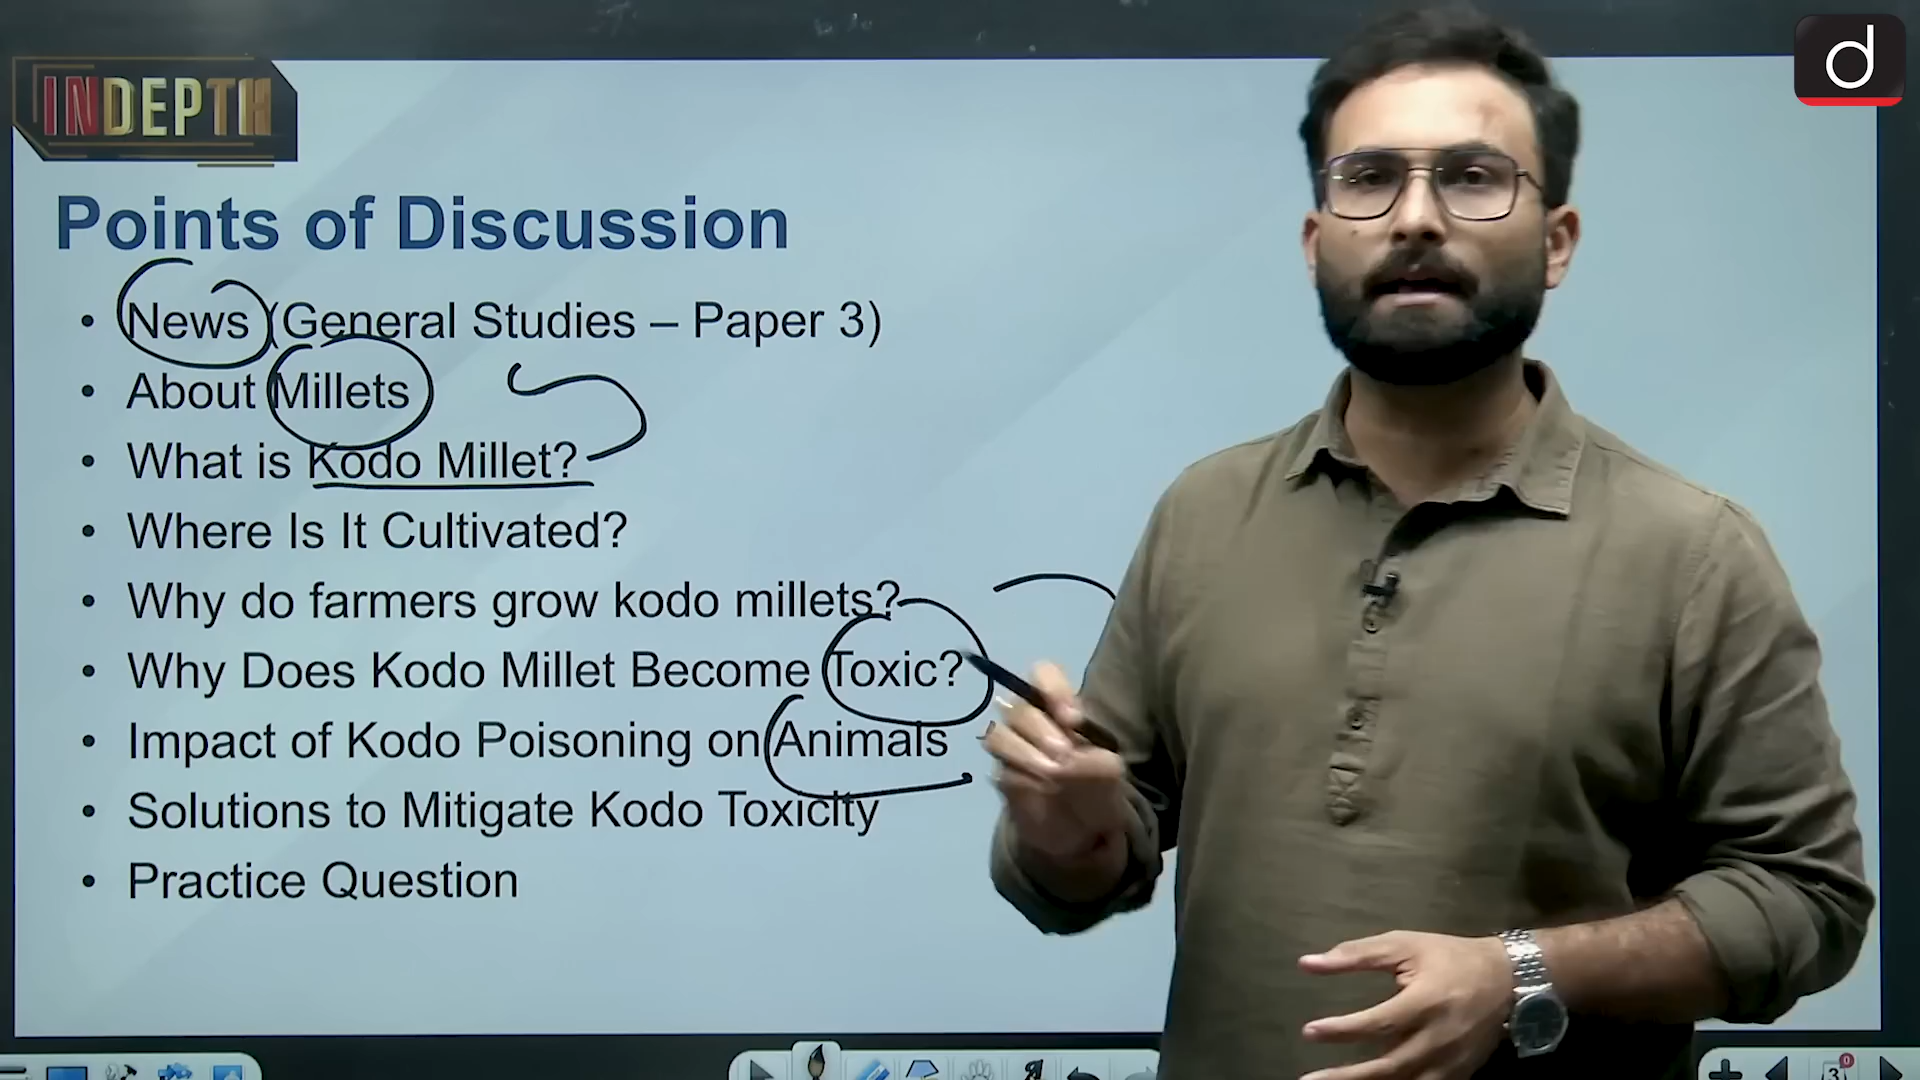 INDEPTH
d
Points of Discussion
• News (General Studies – Paper 3)
• About Millets
• What is Kodo Millet?
• Where Is It Cultivated?
• Why do farmers grow kodo millets?
• Why Does Kodo Millet Become Toxic?
• Impact of Kodo Poisoning on Animals
• Solutions to Mitigate Kodo Toxicity
• Practice Question
3
0